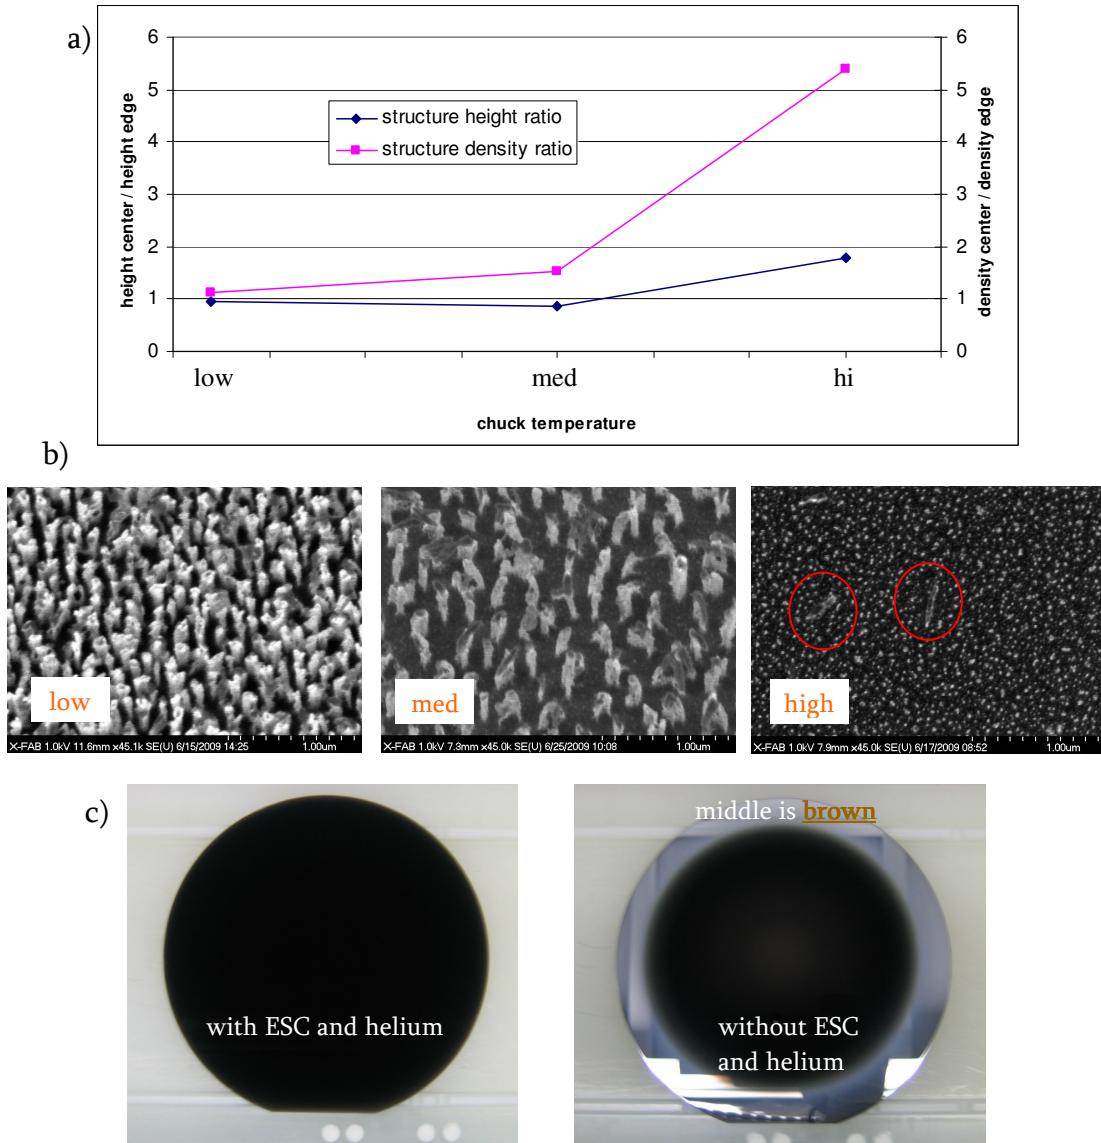 a)
6
5
4
3
2
1
0
height center / height edge
structure height ratio
structure density ratio
6
5
4
3
2
1
0
density center / density edge
low
med
hi
chuck temperature
b)
low
X-FAB 1.0kV 11.6mm x45.1k SE(U) 6/15/2009 14:25
1.00um
med
X-FAB 1.0kV 7.3mm x45.0k SE(U) 6/25/2009 10:08
1.00um
high
X-FAB 1.0kV 7.9mm x45.0k SE(U) 6/17/2009 08:52
1.00um
c)
with ESC and helium
middle is brown
without ESC
and helium